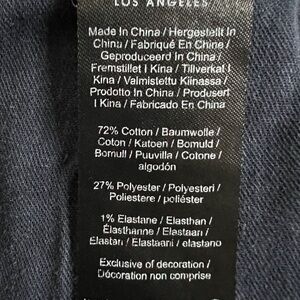 LOS ANGELES
Made In China / Hergestellt In
China / Fabriqué En Chine /
Geproduceerd In China /
Fremstillet I Kina / Tillverkat I
Kina / Valmistettu Kiinassa /
Prodotto In China / Produsert
I Kina / Fabricado En China
72% Cotton / Baumwolle /
Coton / Katoen / Bomuld /
Bomull / Puuvilla / Cotone /
algodón
27% Polyester / Polyesteri /
Poliestere / poliéster
1% Elastane / Elasthan /
Élasthanne / Elastaan /
Elastan / Elastaani / elastano
Exclusive of decoration /
Décoration non comprise